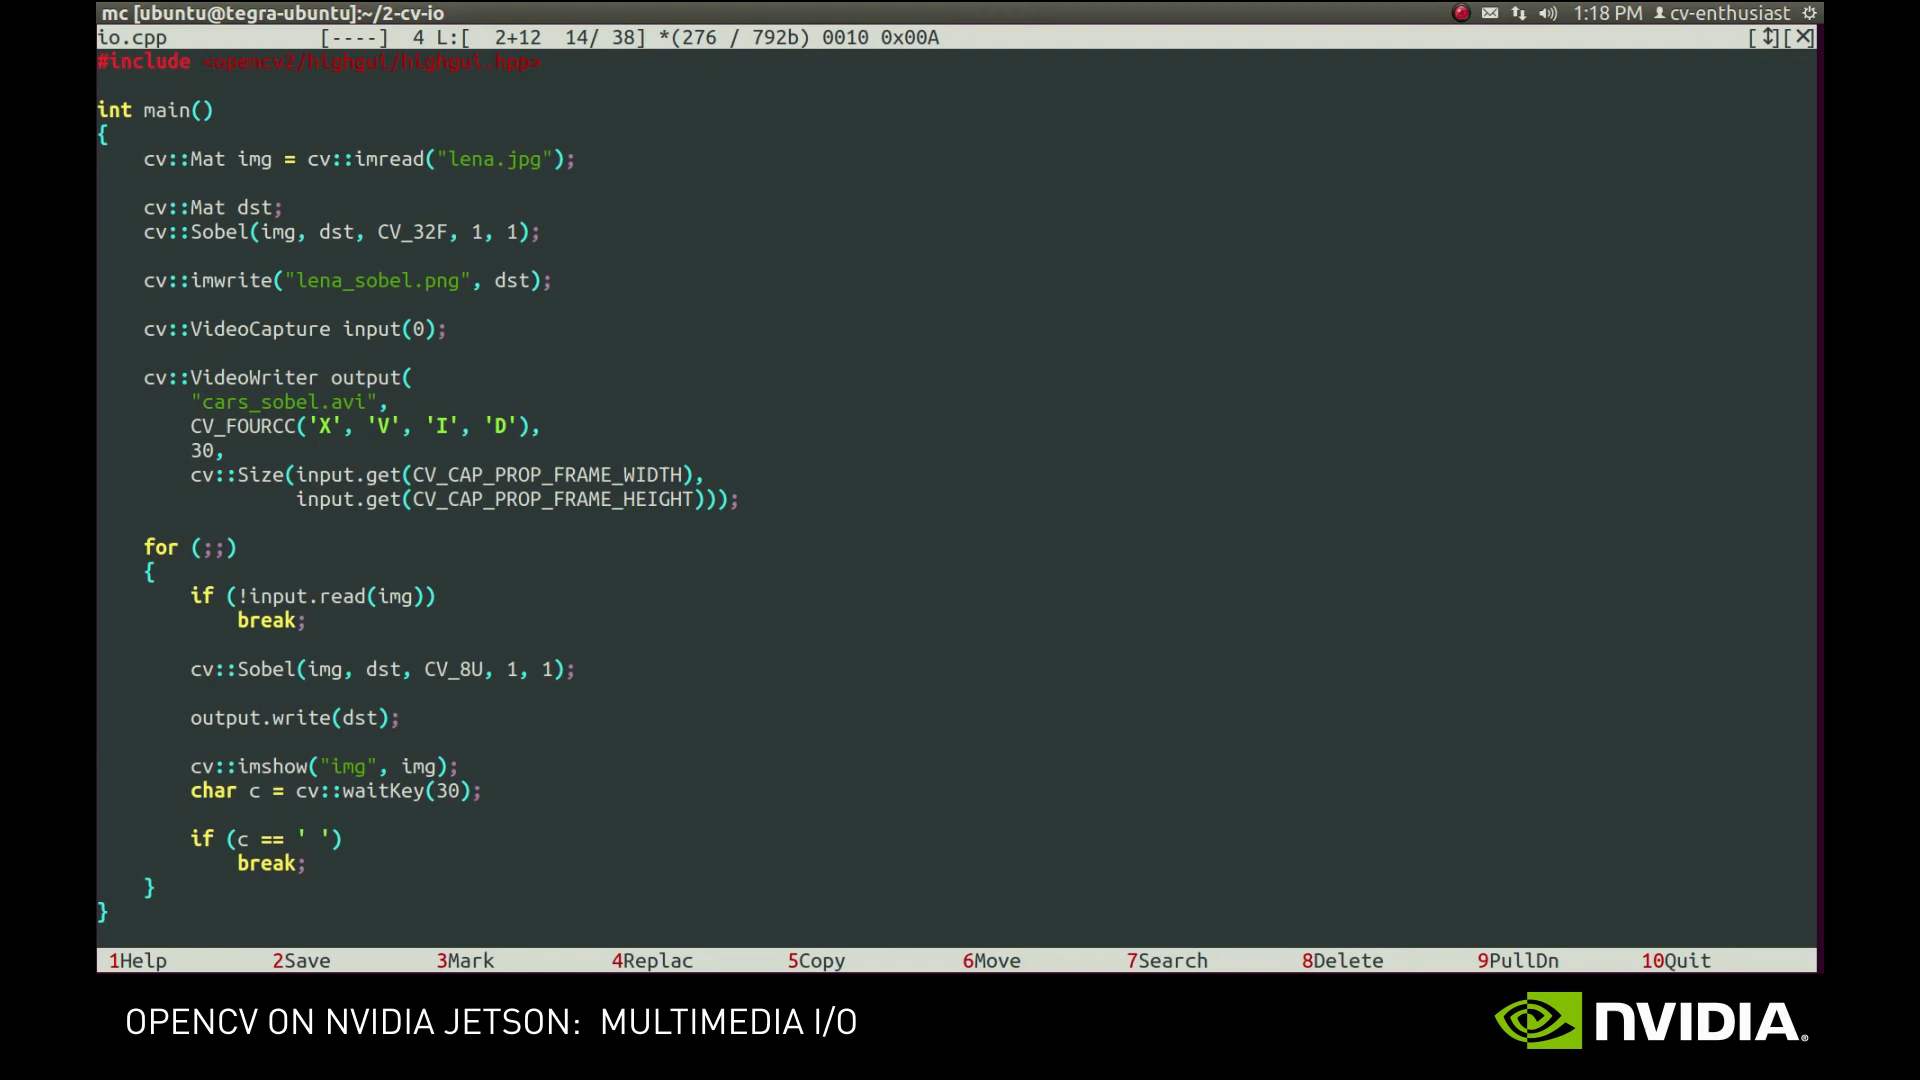 mc [ubuntu@tegra-ubuntu]:~/2-cv-io 1:18 PM cv-enthusiast
io.cpp [----] 4 L:[ 2+12 14/ 38] *(276 / 792b) 0010 0x00A [↕][X]
#include <opencv2/highgui/highgui.hpp>
int main()
{
cv::Mat img = cv::imread("lena.jpg");
cv::Mat dst;
cv::Sobel(img, dst, CV_32F, 1, 1);
cv::imwrite("lena_sobel.png", dst);
cv::VideoCapture input(0);
cv::VideoWriter output(
"cars_sobel.avi",
CV_FOURCC('X', 'V', 'I', 'D'),
30,
cv::Size(input.get(CV_CAP_PROP_FRAME_WIDTH),
input.get(CV_CAP_PROP_FRAME_HEIGHT)));
for (;;)
{
if (!input.read(img))
break;
cv::Sobel(img, dst, CV_8U, 1, 1);
output.write(dst);
cv::imshow("img", img);
char c = cv::waitKey(30);
if (c == ' ')
break;
}
}
1Help 2Save 3Mark 4Replac 5Copy 6Move 7Search 8Delete 9PullDn 10Quit
OPENCV ON NVIDIA JETSON: MULTIMEDIA I/O
NVIDIA®